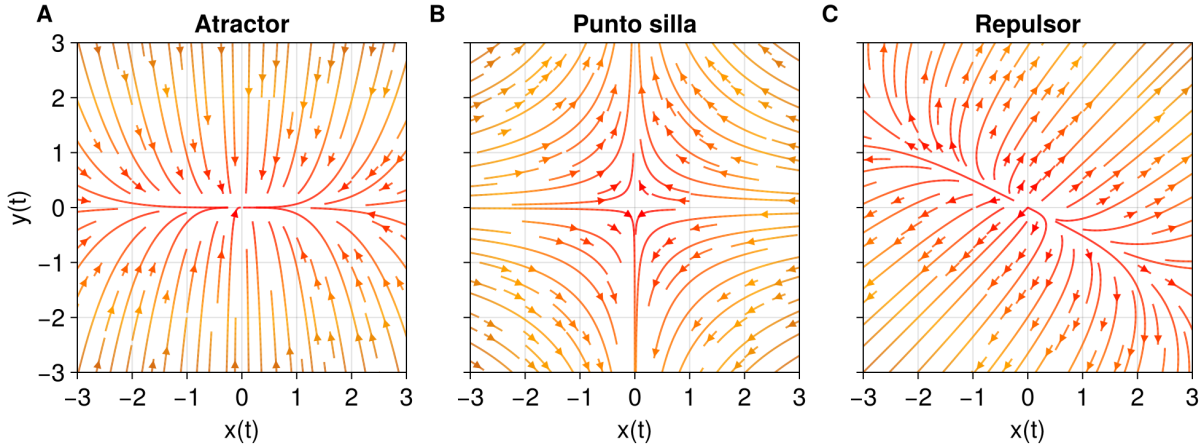 A Atractor B Punto silla C Repulsor
3
2
1
0
−1
−2
−3
y(t)
−3 −2 −1 0 1 2 3 −3 −2 −1 0 1 2 3 −3 −2 −1 0 1 2 3
x(t) x(t) x(t)